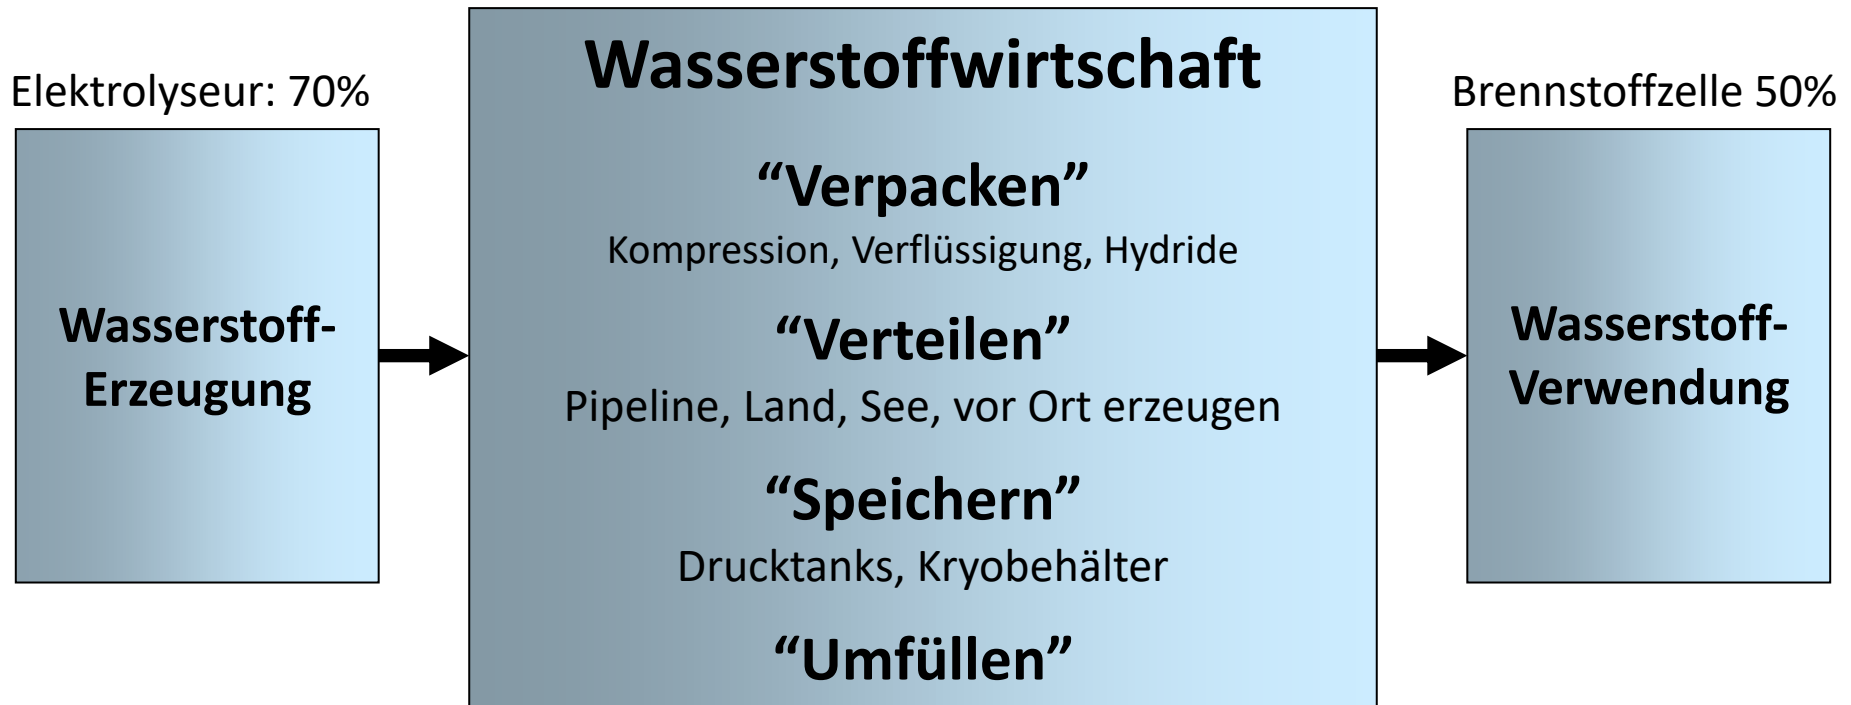 Elektrolyseur: 70%
Wasserstoff-
Erzeugung
Wasserstoffwirtschaft
“Verpacken”
Kompression, Verflüssigung, Hydride
“Verteilen”
Pipeline, Land, See, vor Ort erzeugen
“Speichern”
Drucktanks, Kryobehälter
“Umfüllen”
Brennstoffzelle 50%
Wasserstoff-
Verwendung